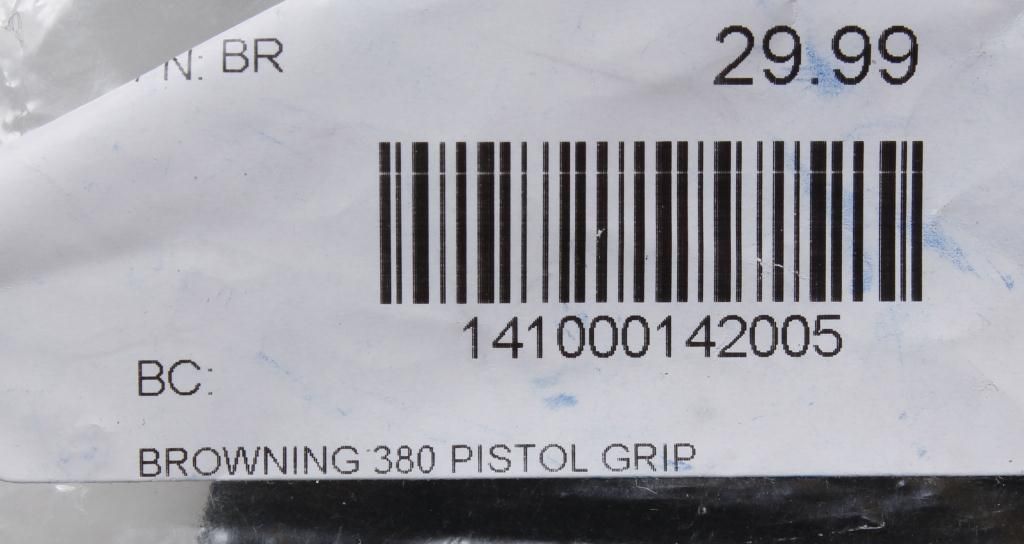 N: BR
29.99
141000142005
BC:
BROWNING 380 PISTOL GRIP